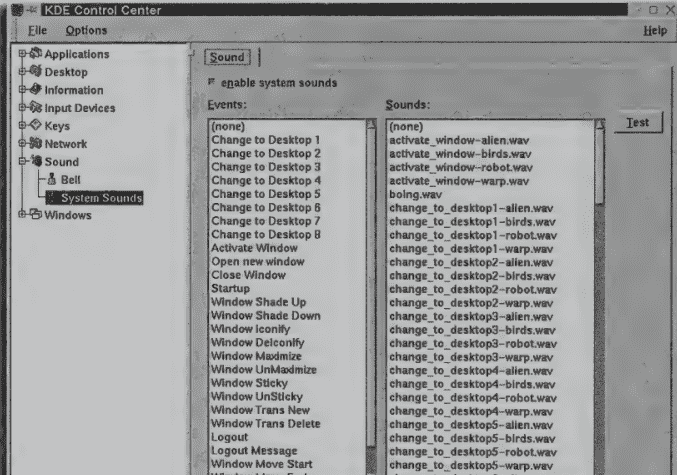 KDE Control Center
File Options Help
Applications
Desktop
Information
Input Devices
Keys
Network
Sound
Bell
System Sounds
Windows
Sound
enable system sounds
Events:
(none)
Change to Desktop 1
Change to Desktop 2
Change to Desktop 3
Change to Desktop 4
Change to Desktop 5
Change to Desktop 6
Change to Desktop 7
Change to Desktop 8
Activate Window
Open new window
Close Window
Startup
Window Shade Up
Window Shade Down
Window Iconify
Window DeIconify
Window Maximize
Window UnMaximize
Window Sticky
Window UnSticky
Window Trans New
Window Trans Delete
Logout
Logout Message
Window Move Start
Sounds:
(none)
activate_window-alien.wav
activate_window-birds.wav
activate_window-robot.wav
activate_window-warp.wav
boing.wav
change_to_desktop1-alien.wav
change_to_desktop1-birds.wav
change_to_desktop1-robot.wav
change_to_desktop1-warp.wav
change_to_desktop2-alien.wav
change_to_desktop2-birds.wav
change_to_desktop2-robot.wav
change_to_desktop2-warp.wav
change_to_desktop3-alien.wav
change_to_desktop3-birds.wav
change_to_desktop3-robot.wav
change_to_desktop3-warp.wav
change_to_desktop4-alien.wav
change_to_desktop4-birds.wav
change_to_desktop4-robot.wav
change_to_desktop4-warp.wav
change_to_desktop5-alien.wav
change_to_desktop5-birds.wav
change_to_desktop5-robot.wav
Test